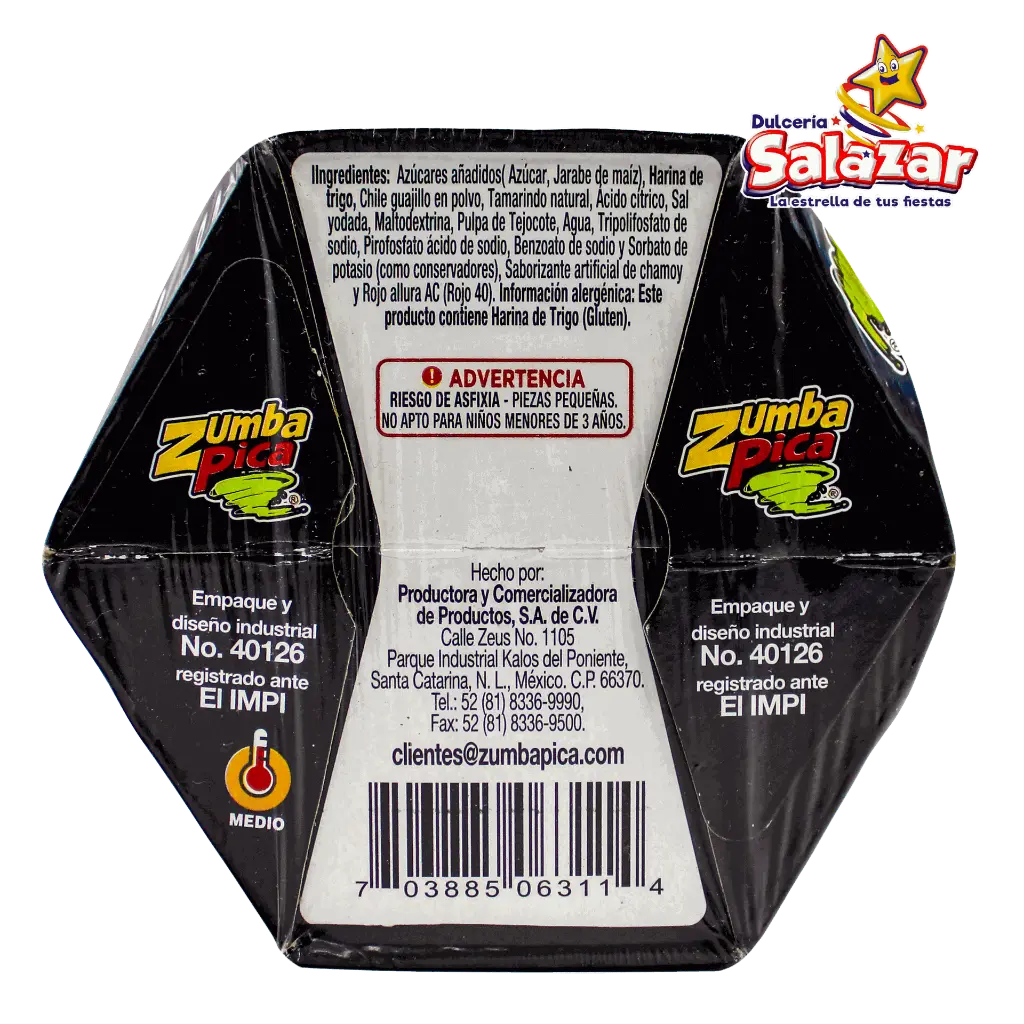 Dulcería
Salazar
La estrella de tus fiestas
Ilngredientes: Azúcares añadidos( Azúcar, Jarabe de maíz), Harina de
trigo, Chile guajillo en polvo, Tamarindo natural, Ácido cítrico, Sal
yodada, Maltodextrina, Pulpa de Tejocote, Agua, Tripolifosfato de
sodio, Pirofosfato ácido de sodio, Benzoato de sodio y Sorbato de
potasio (como conservadores), Saborizante artificial de chamoy
y Rojo allura AC (Rojo 40). Información alergénica: Este
producto contiene Harina de Trigo (Gluten).
! ADVERTENCIA
RIESGO DE ASFIXIA - PIEZAS PEQUEÑAS.
NO APTO PARA NIÑOS MENORES DE 3 AÑOS.
Zumba
Pica
®
Zumba
Pica
®
Empaque y
diseño industrial
No. 40126
registrado ante
El IMPI
MEDIO
Hecho por:
Productora y Comercializadora
de Productos, S.A. de C.V.
Calle Zeus No. 1105
Parque Industrial Kalos del Poniente,
Santa Catarina, N. L., México. C.P. 66370.
Tel.: 52 (81) 8336-9990,
Fax: 52 (81) 8336-9500.
clientes@zumbapica.com
7 03885 06311 4
Empaque y
diseño industrial
No. 40126
registrado ante
El IMPI